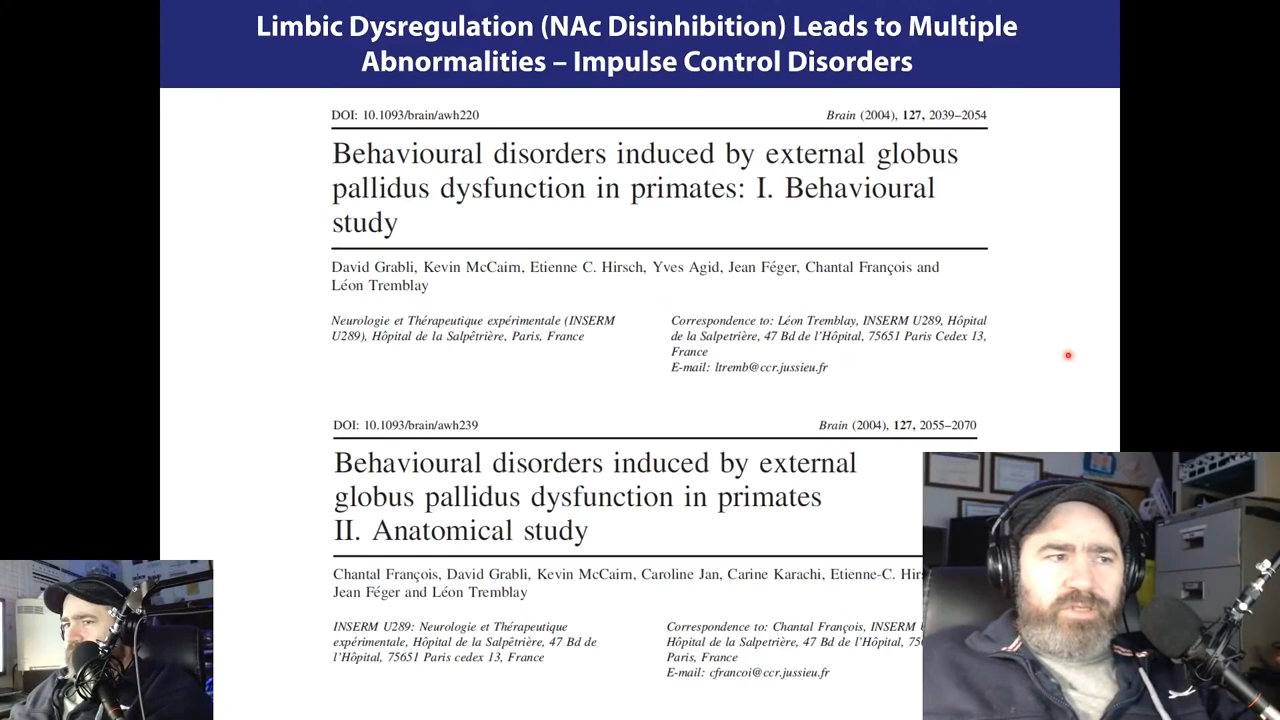 Limbic Dysregulation (NAc Disinhibition) Leads to Multiple
Abnormalities – Impulse Control Disorders
DOI: 10.1093/brain/awh220
Brain (2004), 127, 2039–2054
Behavioural disorders induced by external globus
pallidus dysfunction in primates: I. Behavioural
study
David Grabli, Kevin McCairn, Etienne C. Hirsch, Yves Agid, Jean Féger, Chantal François and
Léon Tremblay
Neurologie et Thérapeutique expérimentale (INSERM
U289), Hôpital de la Salpêtrière, Paris, France
Correspondence to: Léon Tremblay, INSERM U289, Hôpital
de la Salpetrière, 47 Bd de l'Hôpital, 75651 Paris Cedex 13,
France
E-mail: ltremb@ccr.jussieu.fr
DOI: 10.1093/brain/awh239
Brain (2004), 127, 2055–2070
Behavioural disorders induced by external
globus pallidus dysfunction in primates
II. Anatomical study
Chantal François, David Grabli, Kevin McCairn, Caroline Jan, Carine Karachi, Etienne-C. Hirs
Jean Féger and Léon Tremblay
INSERM U289: Neurologie et Thérapeutique
expérimentale, Hôpital de la Salpêtrière, 47 Bd de
l'Hôpital, 75651 Paris cedex 13, France
Correspondence to: Chantal François, INSERM U
Hôpital de la Salpetrière, 47 Bd de l'Hôpital, 750
Paris, France
E-mail: cfrancoi@ccr.jussieu.fr